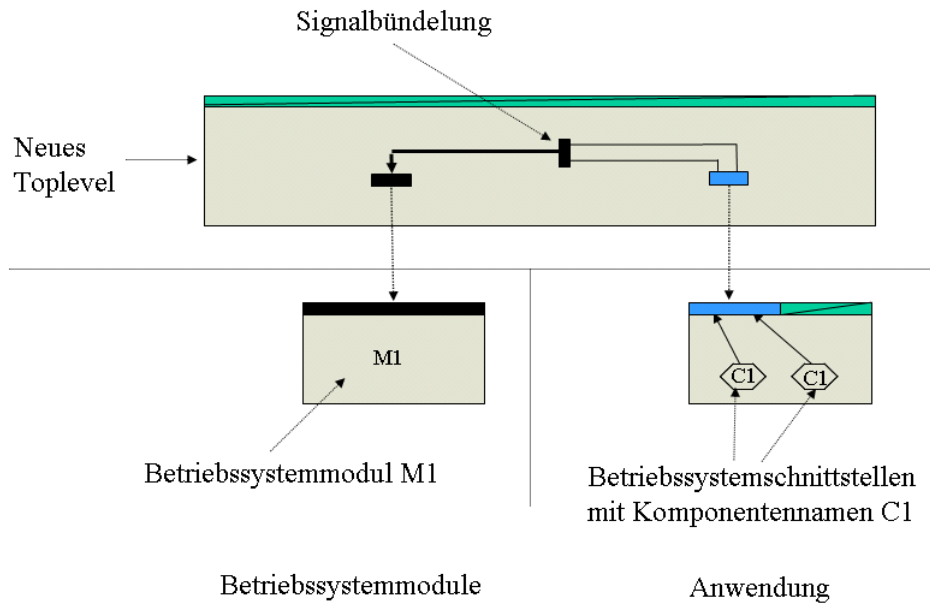 Signalbündelung
Neues
Toplevel
M1
C1
C1
Betriebssystemmodul M1
Betriebssystemschnittstellen
mit Komponentennamen C1
Betriebssystemmodule
Anwendung